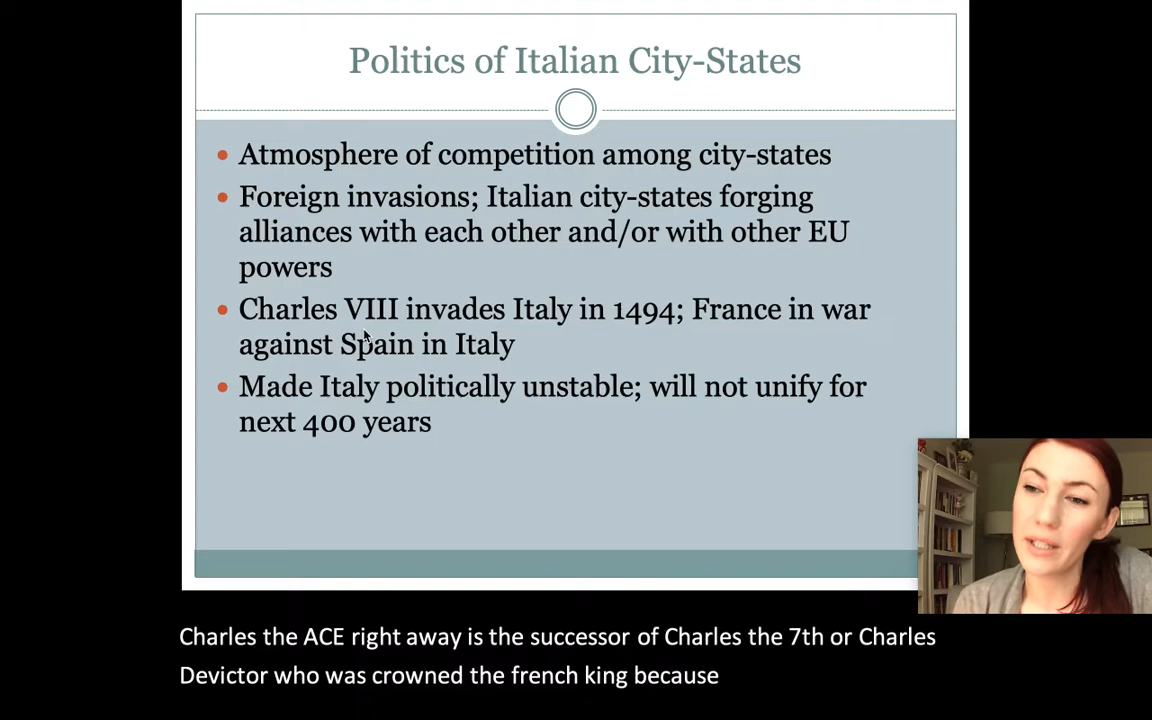 Politics of Italian City-States
Atmosphere of competition among city-states
Foreign invasions; Italian city-states forging
alliances with each other and/or with other EU
powers
Charles VIII invades Italy in 1494; France in war
against Spain in Italy
Made Italy politically unstable; will not unify for
next 400 years
Charles the ACE right away is the successor of Charles the 7th or Charles
Devictor who was crowned the french king because